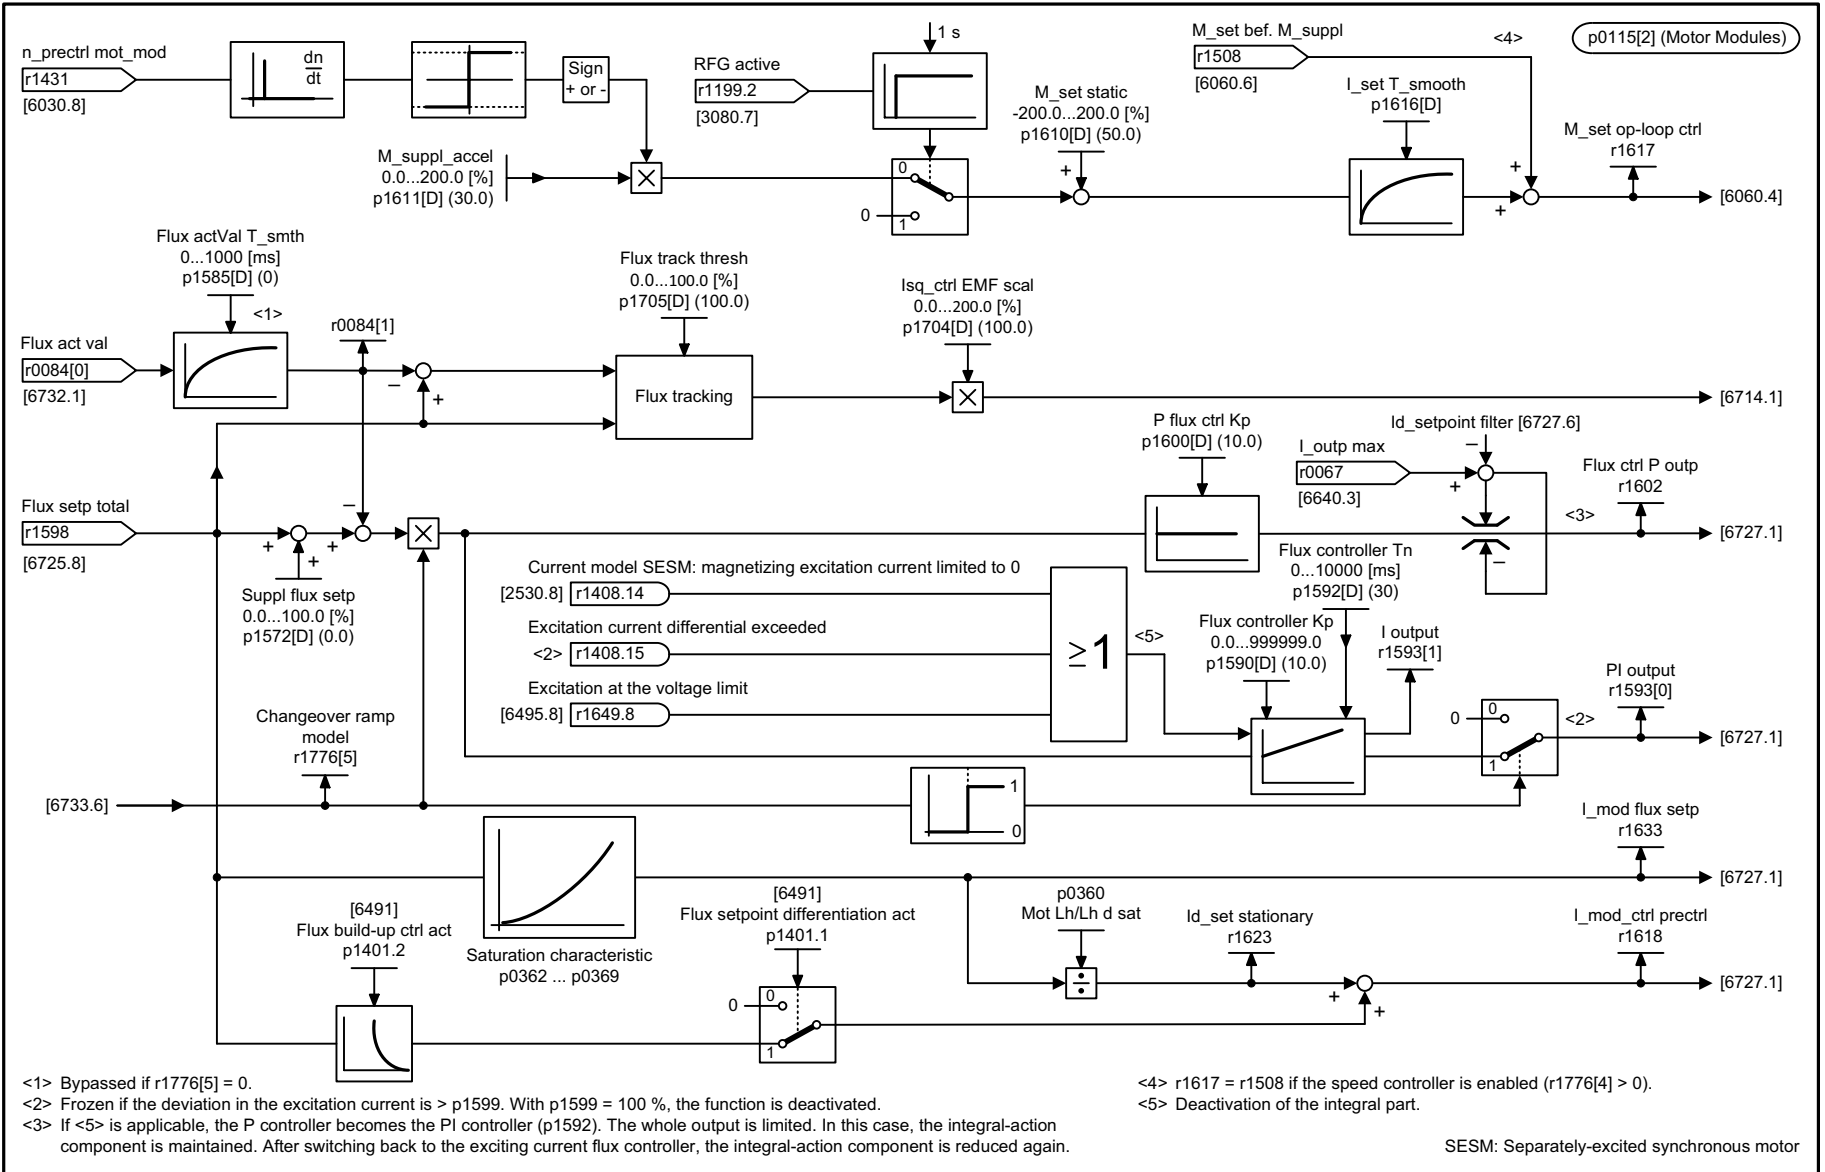 n_prectrl mot_mod
r1431
[6030.8]
dn
dt
Sign
+ or -
RFG active
r1199.2
[3080.7]
1 s
M_set bef. M_suppl
r1508
[6060.6]
<4>
p0115[2] (Motor Modules)
M_suppl_accel
0.0...200.0 [%]
p1611[D] (30.0)
0
0
1
M_set static
-200.0...200.0 [%]
p1610[D] (50.0)
+
I_set T_smooth
p1616[D]
+
+
M_set op-loop ctrl
r1617
[6060.4]
Flux actVal T_smth
0...1000 [ms]
p1585[D] (0)
<1>
Flux act val
r0084[0]
[6732.1]
r0084[1]
–
+
Flux track thresh
0.0...100.0 [%]
p1705[D] (100.0)
Flux tracking
Isq_ctrl EMF scal
0.0...200.0 [%]
p1704[D] (100.0)
[6714.1]
Flux setp total
r1598
[6725.8]
+
+
+
–
Suppl flux setp
0.0...100.0 [%]
p1572[D] (0.0)
P flux ctrl Kp
p1600[D] (10.0)
Id_setpoint filter [6727.6]
I_outp max
r0067
[6640.3]
–
+
–
<3>
Flux ctrl P outp
r1602
[6727.1]
Current model SESM: magnetizing excitation current limited to 0
[2530.8] r1408.14
Excitation current differential exceeded
<2> r1408.15
Excitation at the voltage limit
[6495.8] r1649.8
≥1
<5>
Flux controller Tn
0...10000 [ms]
p1592[D] (30)
Flux controller Kp
0.0...999999.0
p1590[D] (10.0)
I output
r1593[1]
0
0
1
<2>
PI output
r1593[0]
[6727.1]
Changeover ramp
model
r1776[5]
[6733.6]
1
0
I_mod flux setp
r1633
[6727.1]
Saturation characteristic
p0362 ... p0369
[6491]
Flux build-up ctrl act
p1401.2
[6491]
Flux setpoint differentiation act
p1401.1
0
0
1
p0360
Mot Lh/Lh d sat
÷
Id_set stationary
r1623
+
+
I_mod_ctrl prectrl
r1618
[6727.1]
<1> Bypassed if r1776[5] = 0.
<2> Frozen if the deviation in the excitation current is > p1599. With p1599 = 100 %, the function is deactivated.
<3> If <5> is applicable, the P controller becomes the PI controller (p1592). The whole output is limited. In this case, the integral-action
component is maintained. After switching back to the exciting current flux controller, the integral-action component is reduced again.
<4> r1617 = r1508 if the speed controller is enabled (r1776[4] > 0).
<5> Deactivation of the integral part.
SESM: Separately-excited synchronous motor